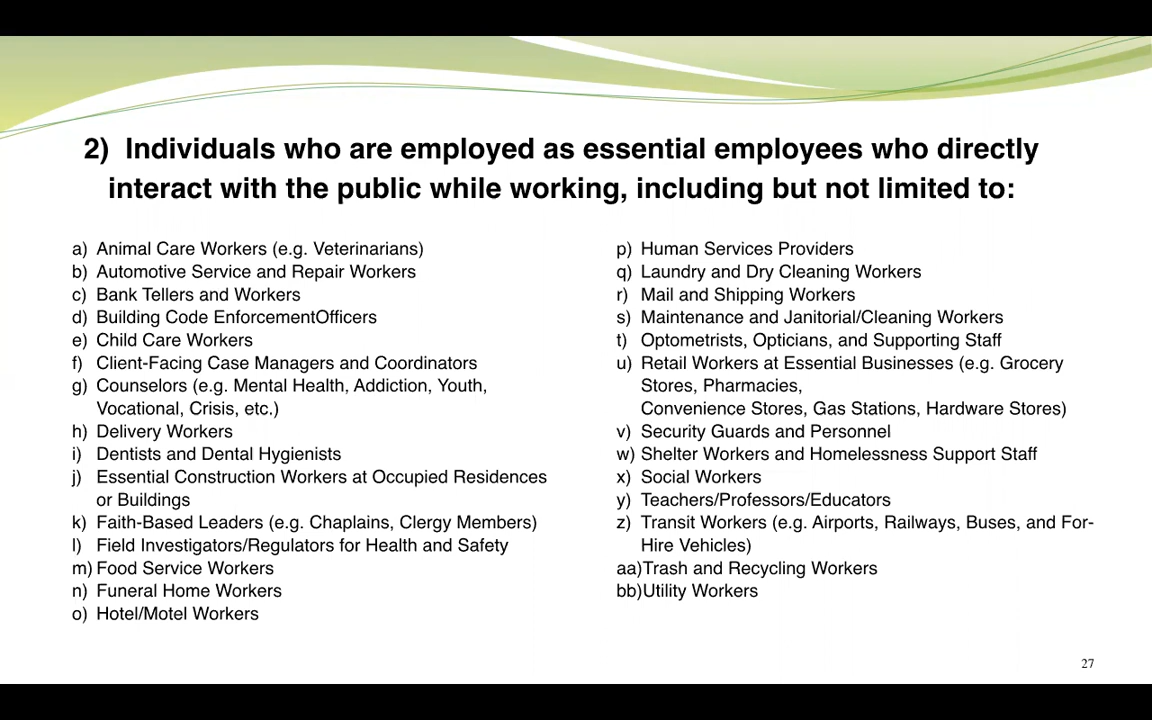 2) Individuals who are employed as essential employees who directly
interact with the public while working, including but not limited to:
a) Animal Care Workers (e.g. Veterinarians)
b) Automotive Service and Repair Workers
c) Bank Tellers and Workers
d) Building Code EnforcementOfficers
e) Child Care Workers
f) Client-Facing Case Managers and Coordinators
g) Counselors (e.g. Mental Health, Addiction, Youth,
Vocational, Crisis, etc.)
h) Delivery Workers
i) Dentists and Dental Hygienists
j) Essential Construction Workers at Occupied Residences
or Buildings
k) Faith-Based Leaders (e.g. Chaplains, Clergy Members)
l) Field Investigators/Regulators for Health and Safety
m) Food Service Workers
n) Funeral Home Workers
o) Hotel/Motel Workers
p) Human Services Providers
q) Laundry and Dry Cleaning Workers
r) Mail and Shipping Workers
s) Maintenance and Janitorial/Cleaning Workers
t) Optometrists, Opticians, and Supporting Staff
u) Retail Workers at Essential Businesses (e.g. Grocery
Stores, Pharmacies,
Convenience Stores, Gas Stations, Hardware Stores)
v) Security Guards and Personnel
w) Shelter Workers and Homelessness Support Staff
x) Social Workers
y) Teachers/Professors/Educators
z) Transit Workers (e.g. Airports, Railways, Buses, and For-
Hire Vehicles)
aa)Trash and Recycling Workers
bb)Utility Workers
27